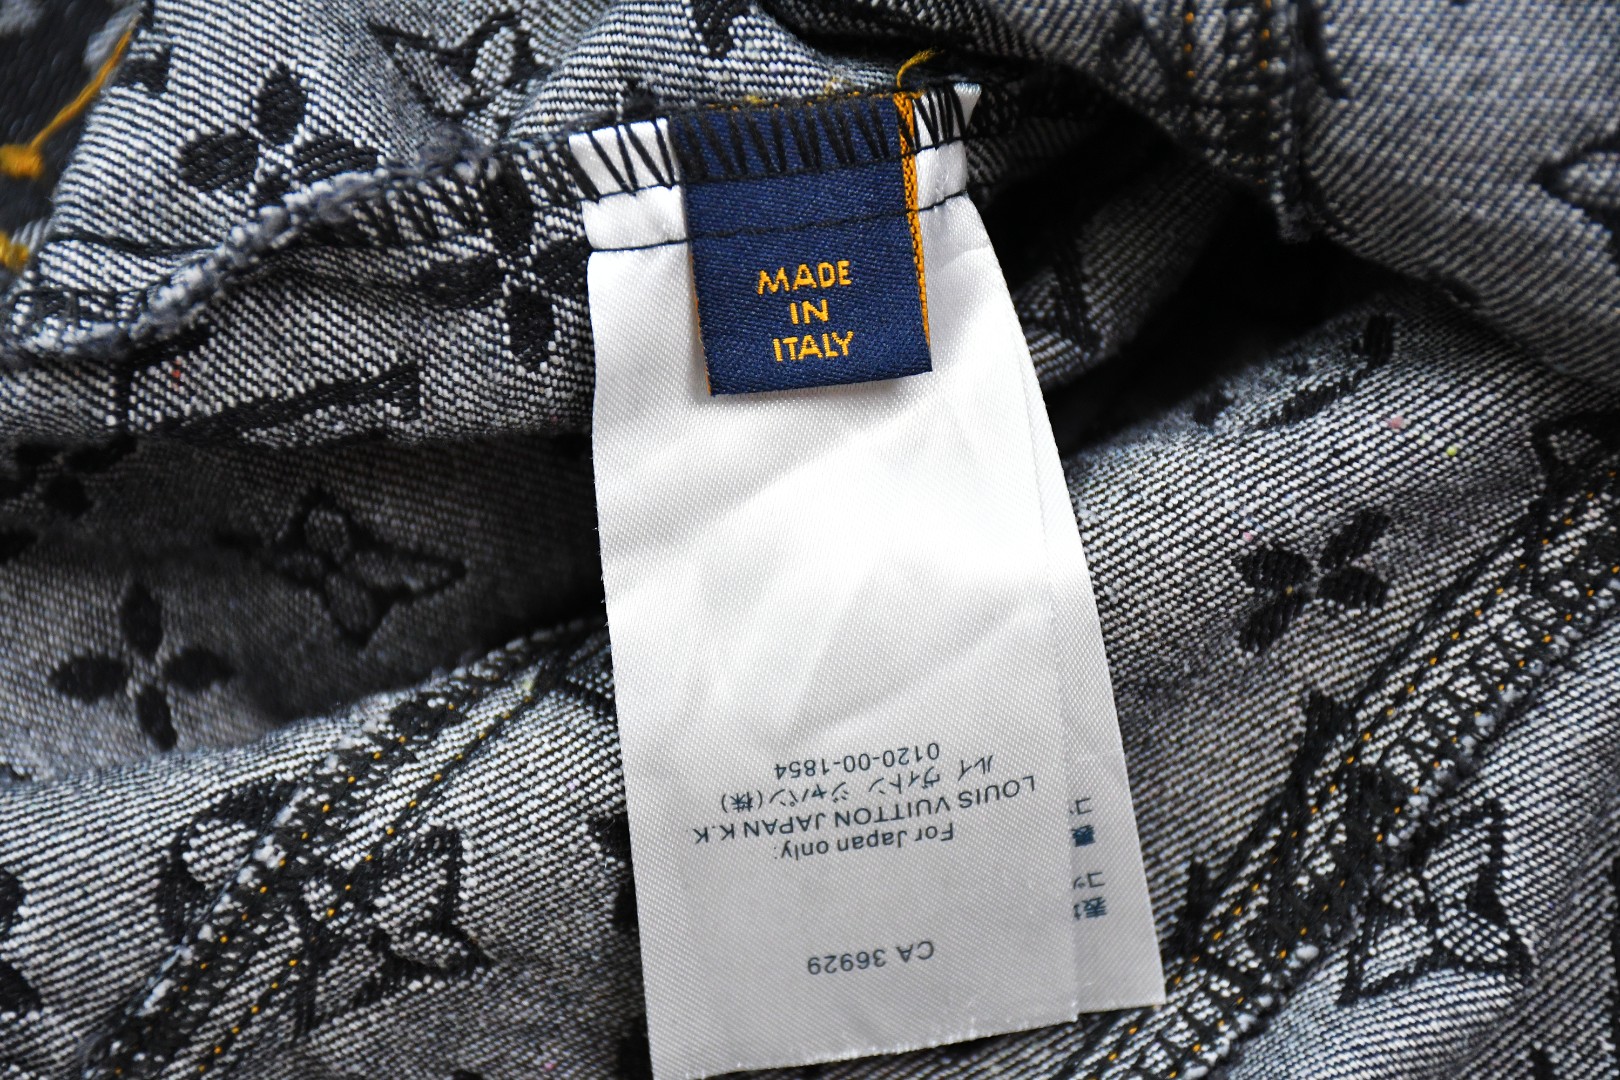 MADE
IN
ITALY
CA 36929
For Japan only:
LOUIS VUITTON JAPAN K.K
ルイ ヴィトン ジャパン(株)
0120-00-1854